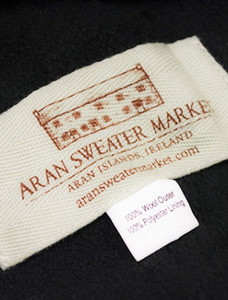 ARAN SWEATER MARKET
ARAN ISLANDS, IRELAND
aransweatermarket.com
100% Wool Outer
100% Polyester Lining